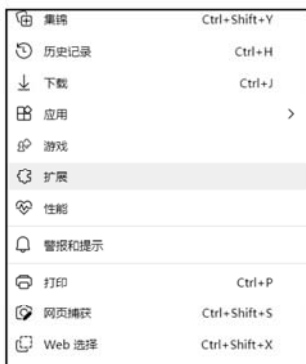 集锦 Ctrl+Shift+Y
历史记录 Ctrl+H
下载 Ctrl+J
应用
游戏
扩展
性能
警报和提示
打印 Ctrl+P
网页捕获 Ctrl+Shift+S
Web 选择 Ctrl+Shift+X